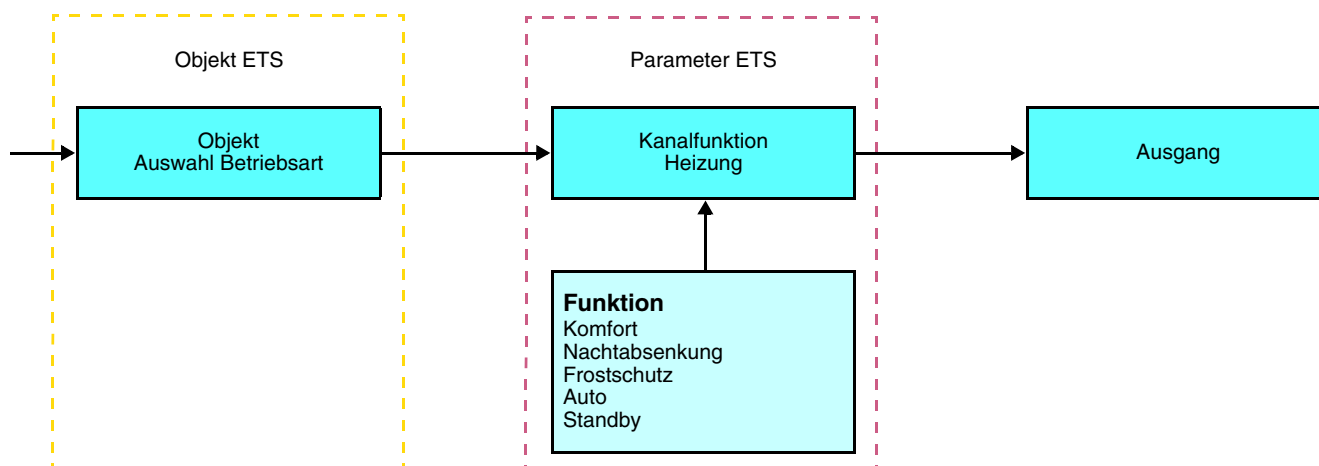 Objekt ETS
Parameter ETS
Objekt
Auswahl Betriebsart
Kanalfunktion
Heizung
Ausgang
Funktion
Komfort
Nachtabsenkung
Frostschutz
Auto
Standby